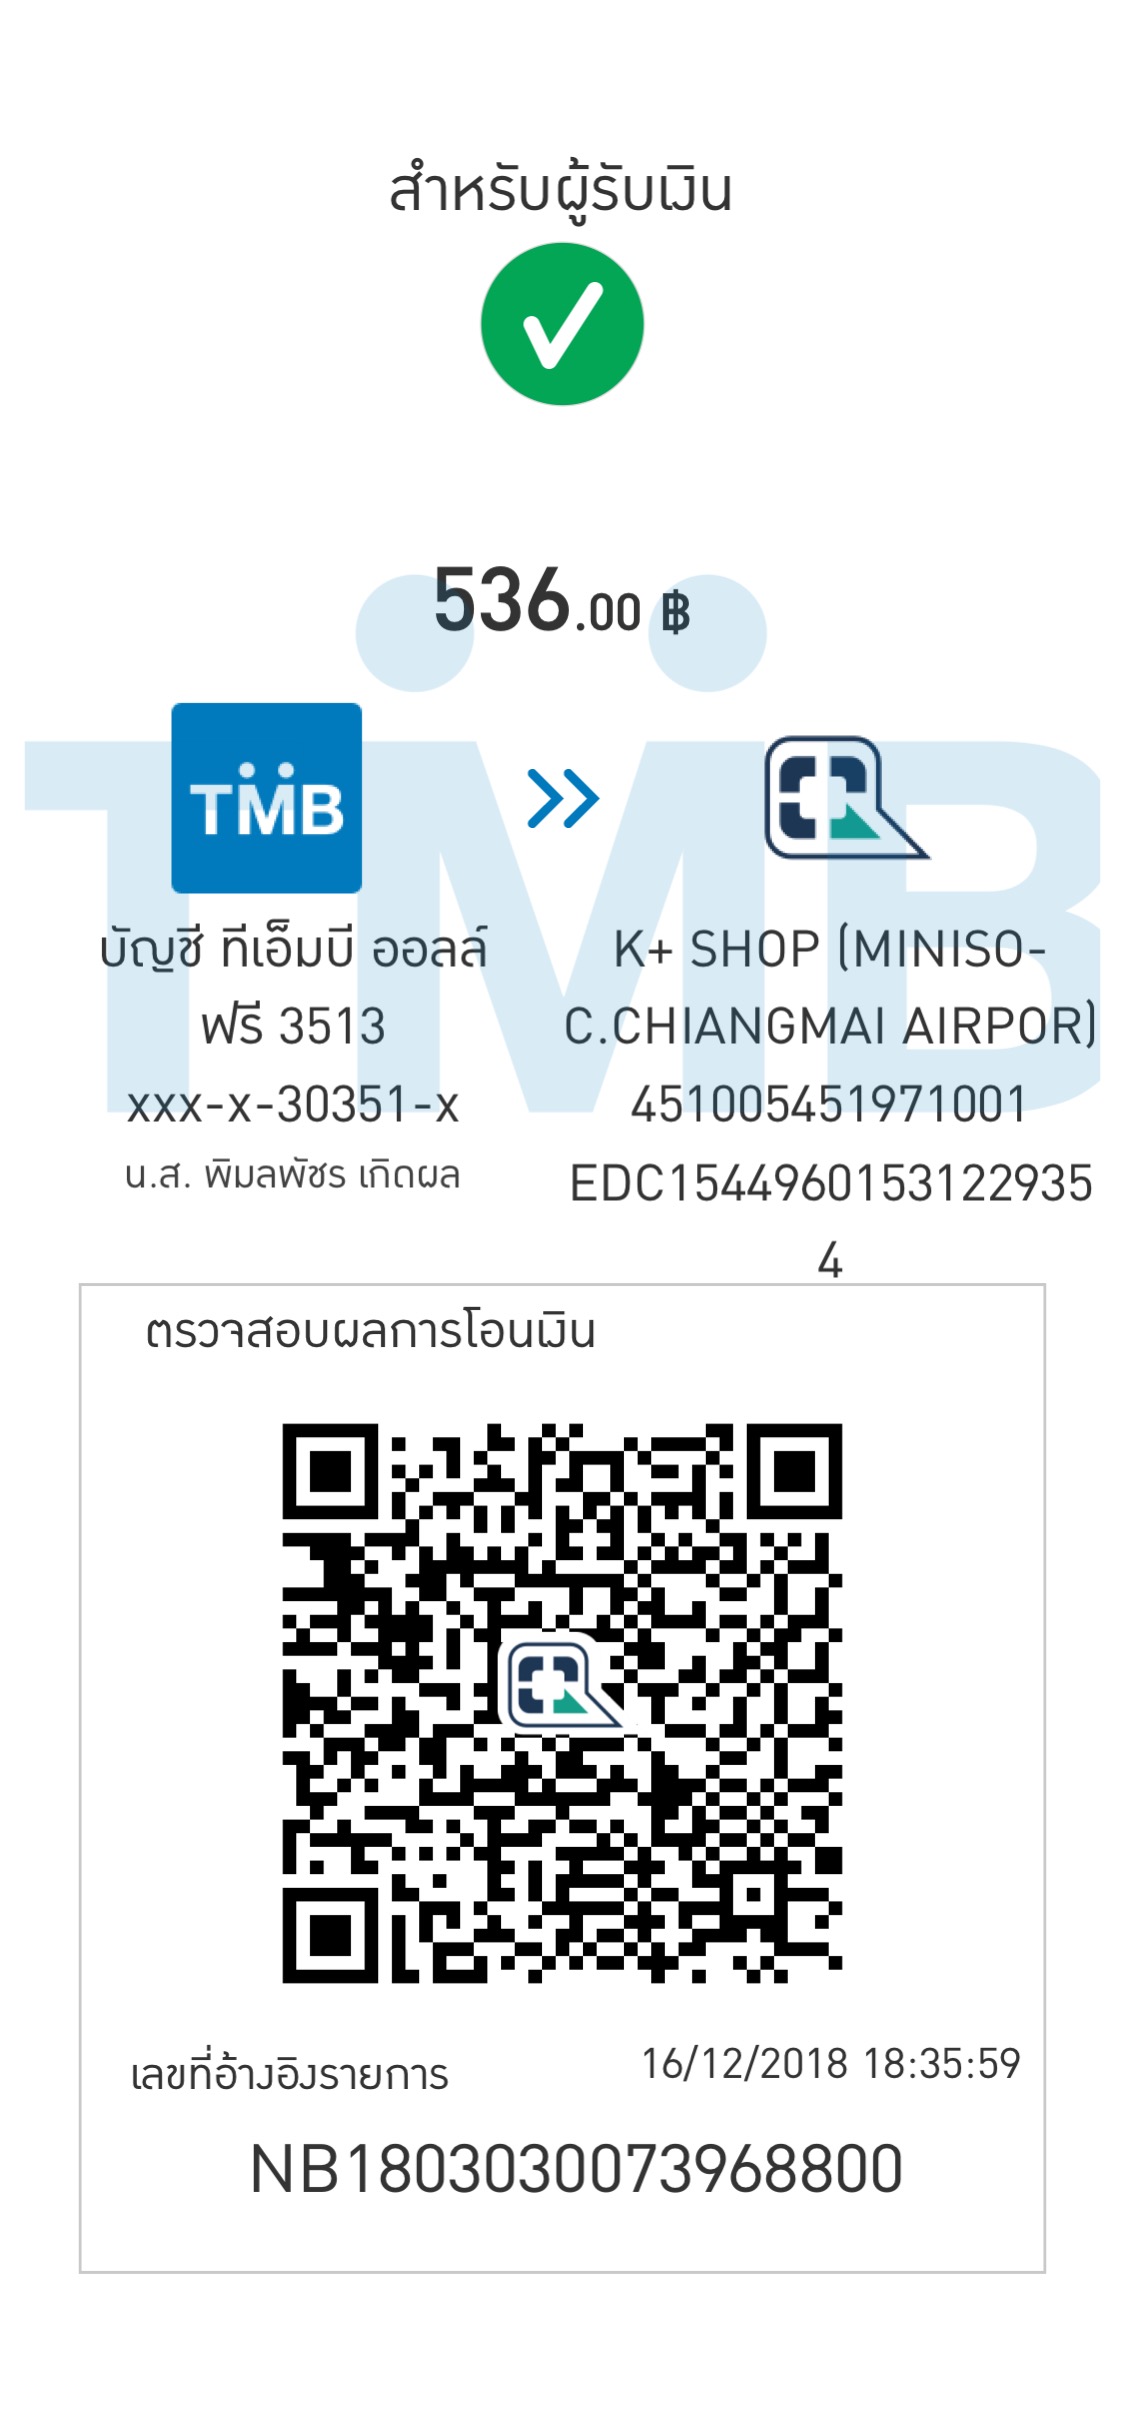 สำหรับผู้รับเงิน
536.00 ฿
TMB
บัญชี ทีเอ็มบี ออลล์
ฟรี 3513
xxx-x-30351-x
น.ส. พิมลพัชร เกิดผล
K+ SHOP (MINISO-
C.CHIANGMAI AIRPOR)
451005451971001
EDC15449601531222935
4
ตรวจสอบผลการโอนเงิน
เลขที่อ้างอิงรายการ
16/12/2018 18:35:59
NB1803030073968800
TMB